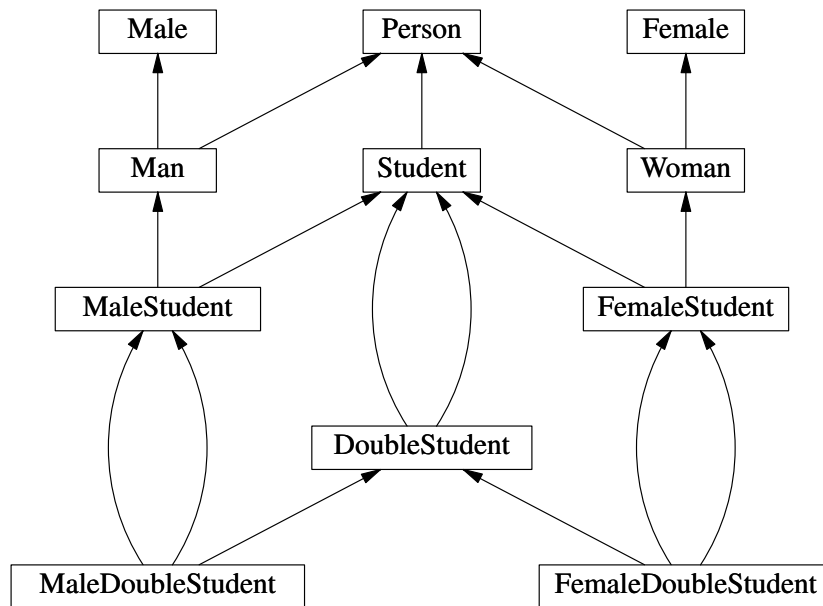 Male
Person
Female
Man
Student
Woman
MaleStudent
FemaleStudent
DoubleStudent
MaleDoubleStudent
FemaleDoubleStudent